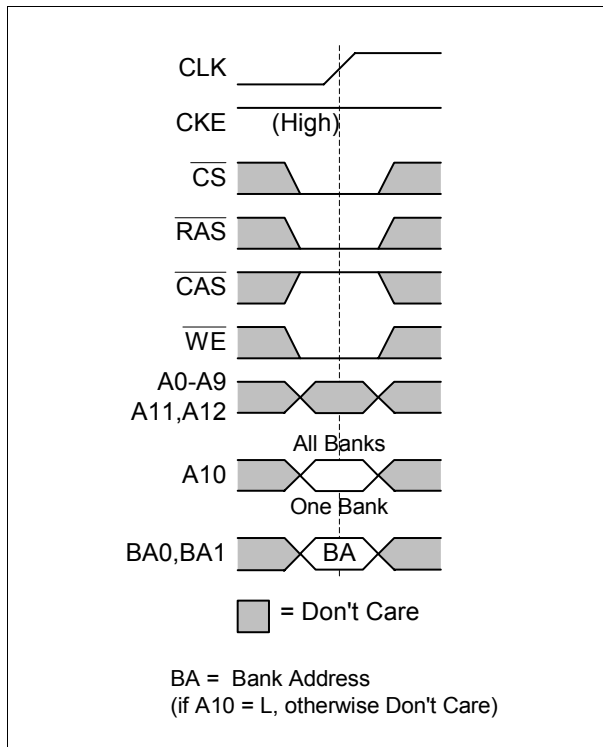 CLK
CKE (High)
CS
RAS
CAS
WE
A0-A9
A11,A12
All Banks
A10
One Bank
BA0,BA1 BA
= Don't Care
BA = Bank Address
(if A10 = L, otherwise Don't Care)